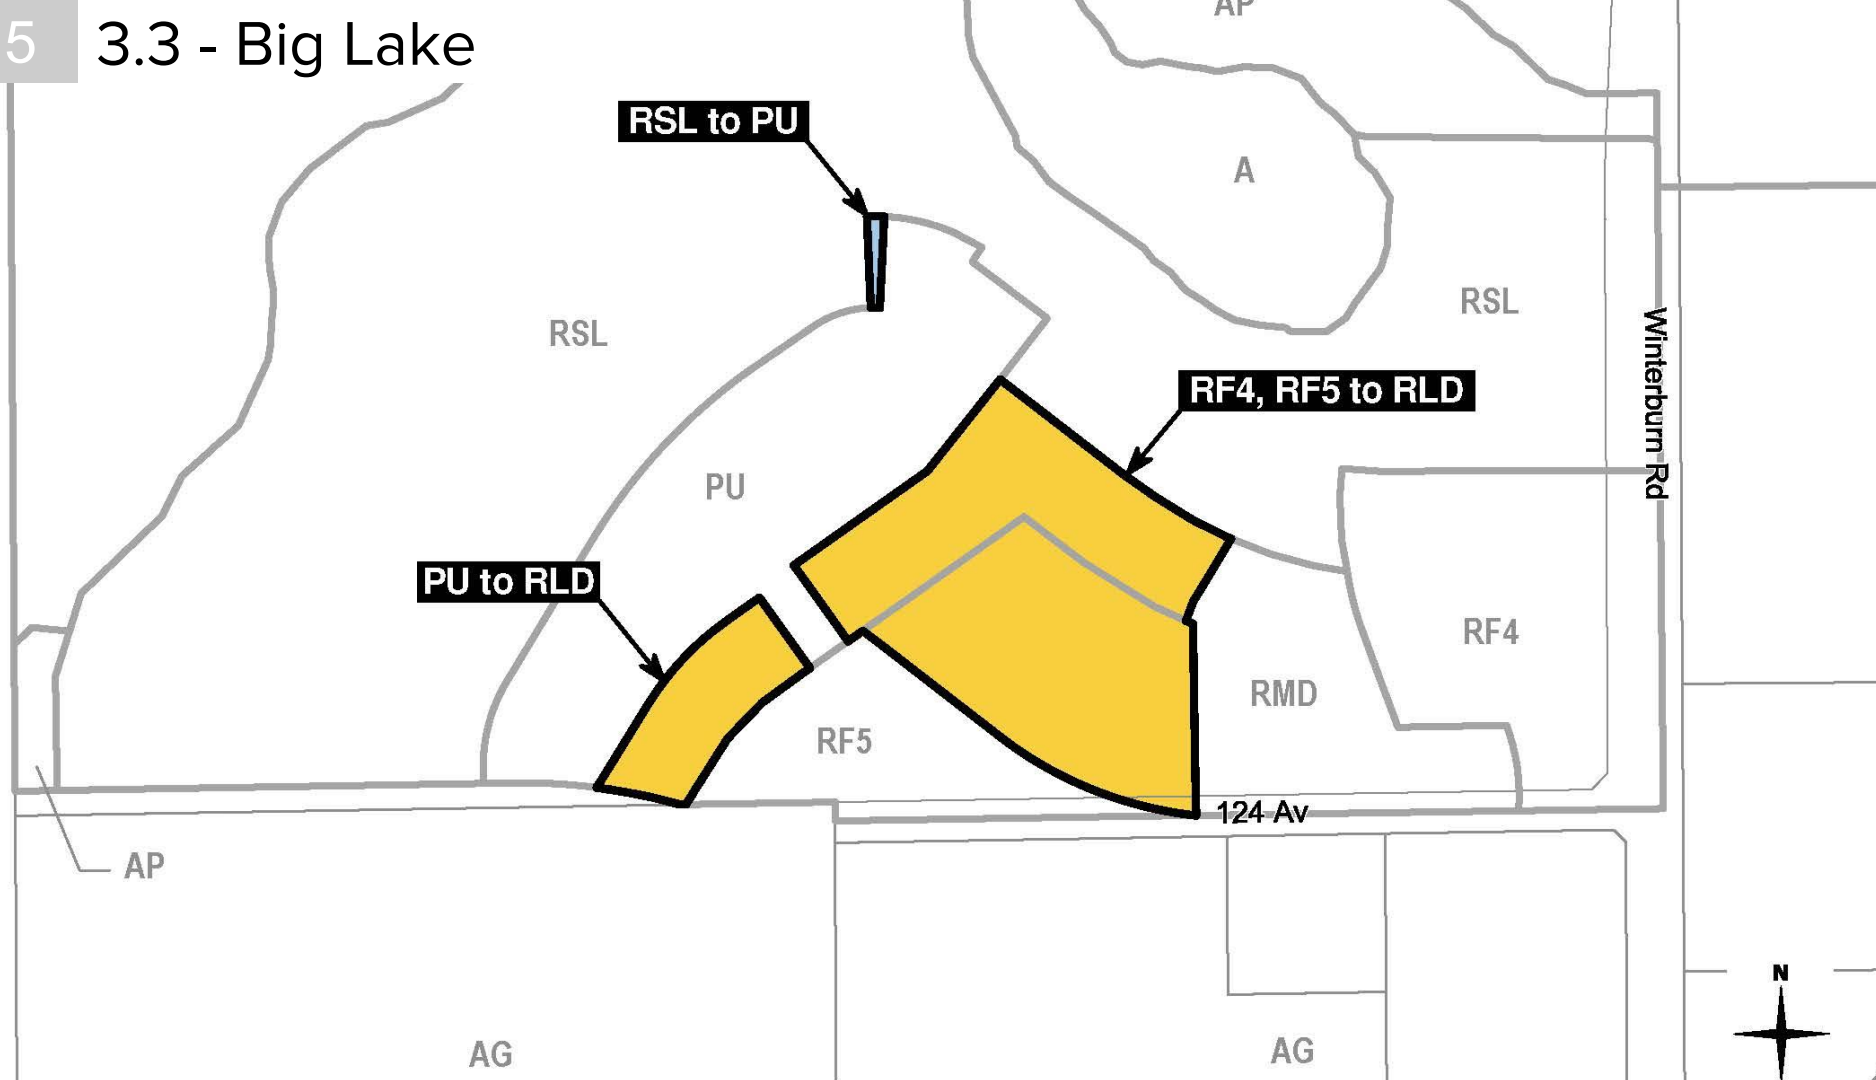 5
3.3 - Big Lake
AP
RSL to PU
A
RSL
RSL
Winterburn Rd
RF4, RF5 to RLD
PU
PU to RLD
RF4
RMD
RF5
124 Av
AP
N
AG
AG